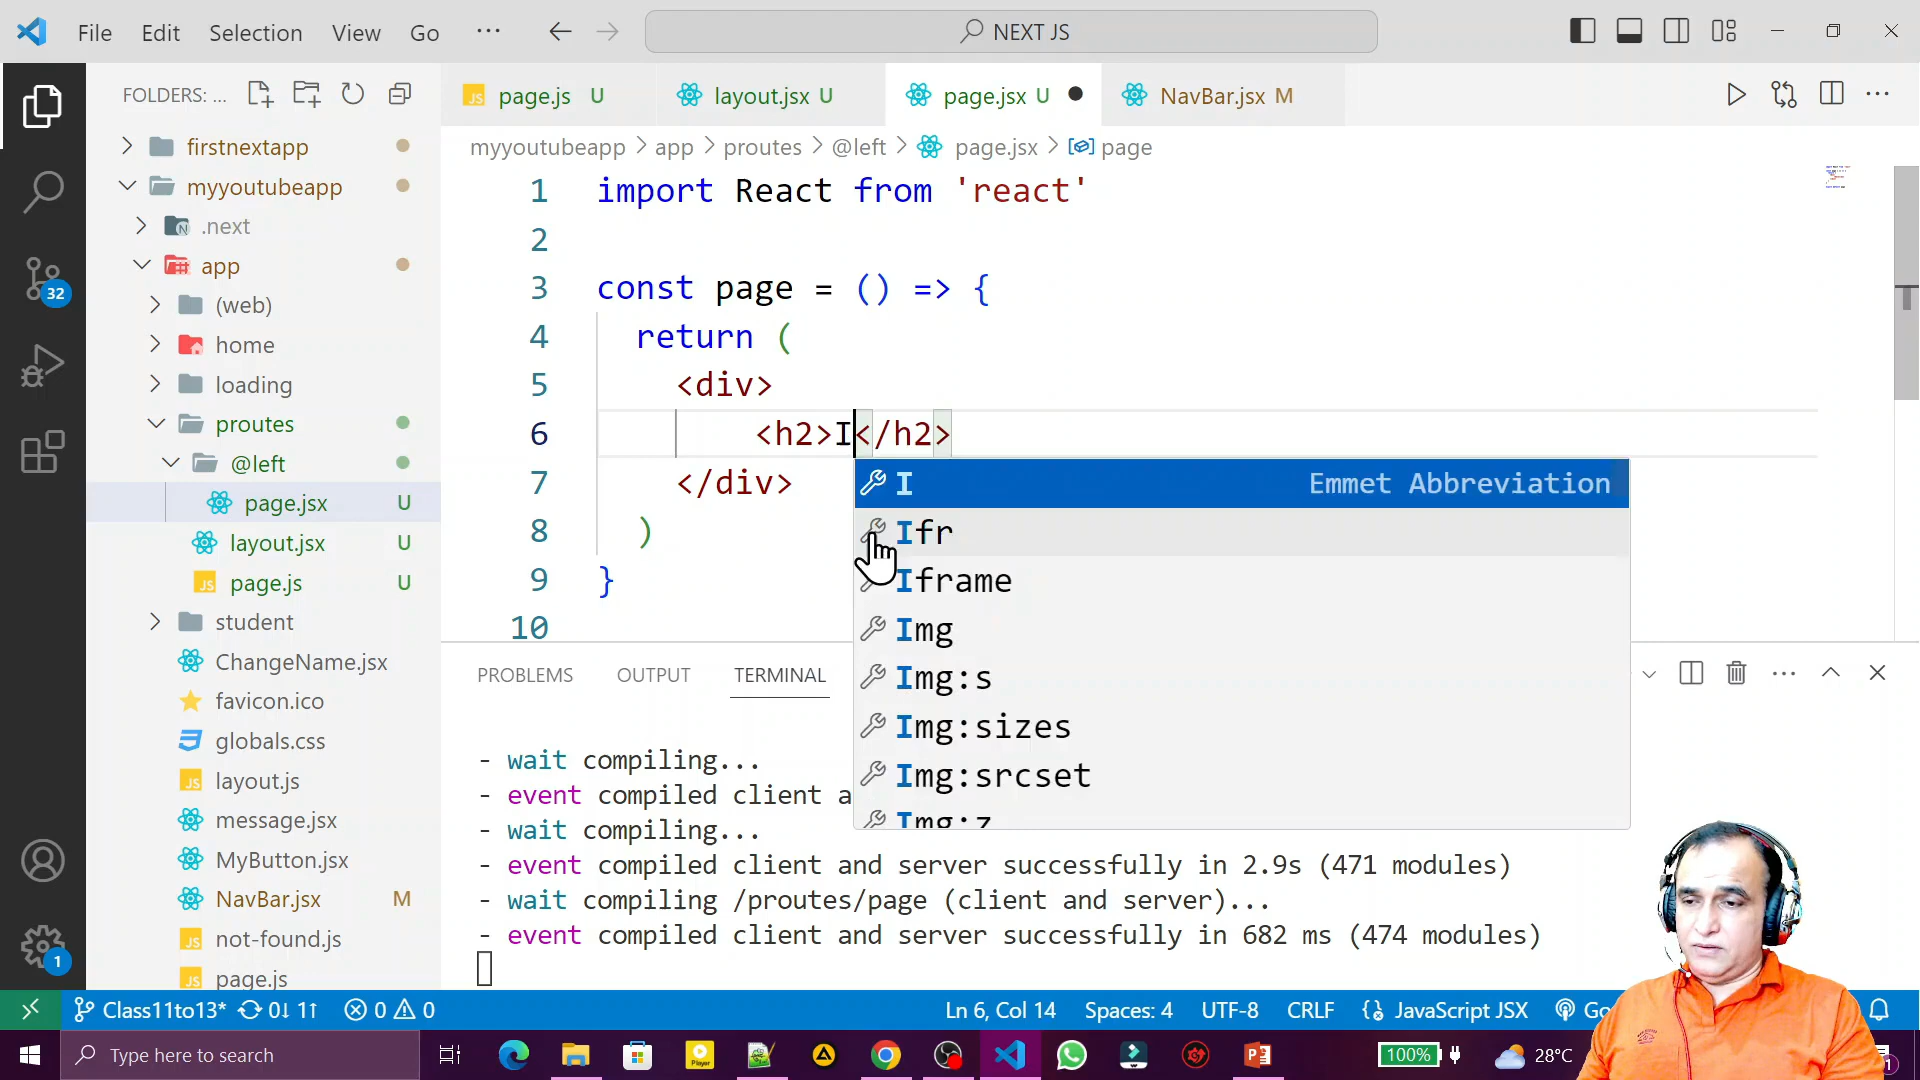 File Edit Selection View Go ... NEXT JS
FOLDERS: ...
page.js U layout.jsx U page.jsx U NavBar.jsx M
myyoutubeapp > app > proutes > @left > page.jsx > page
firstnextapp
myyoutubeapp
.next
app
(web)
home
loading
proutes
@left
page.jsx U
layout.jsx U
page.js U
student
ChangeName.jsx
favicon.ico
globals.css
layout.js
message.jsx
MyButton.jsx
NavBar.jsx M
not-found.js
page.js
32
1
1 import React from 'react'
2
3 const page = () => {
4 return (
5 <div>
6 <h2>I</h2>
7 </div>
8 )
9 }
10
I Emmet Abbreviation
Ifr
Iframe
Img
Img:s
Img:sizes
Img:srcset
Img:z
PROBLEMS OUTPUT TERMINAL
- wait compiling...
- event compiled client a
- wait compiling...
- event compiled client and server successfully in 2.9s (471 modules)
- wait compiling /proutes/page (client and server)...
- event compiled client and server successfully in 682 ms (474 modules)
Class11to13* 0↓ 1↑ 0 0 Ln 6, Col 14 Spaces: 4 UTF-8 CRLF JavaScript JSX Go
Type here to search 100% 28°C